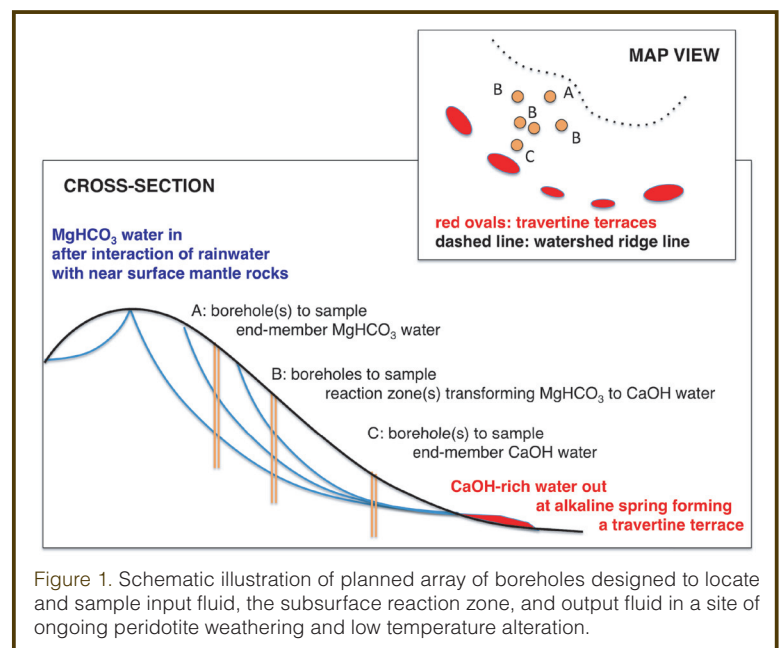 MAP VIEW
B
A
B
B
C
red ovals: travertine terraces
dashed line: watershed ridge line
CROSS-SECTION
MgHCO₃ water in
after interaction of rainwater
with near surface mantle rocks
A: borehole(s) to sample
end-member MgHCO₃ water
B: boreholes to sample
reaction zone(s) transforming MgHCO₃ to CaOH water
C: borehole(s) to sample
end-member CaOH water
CaOH-rich water out
at alkaline spring forming
a travertine terrace
Figure 1. Schematic illustration of planned array of boreholes designed to locate
and sample input fluid, the subsurface reaction zone, and output fluid in a site of
ongoing peridotite weathering and low temperature alteration.